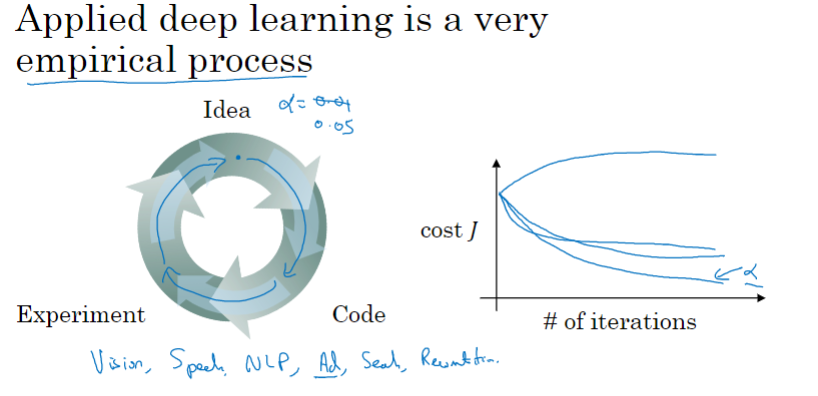 Applied deep learning is a very
empirical process
Idea
α = 0.01
0.05
cost J
α
Experiment
Code
# of iterations
Vision, Speech, NLP, Ad, Search,